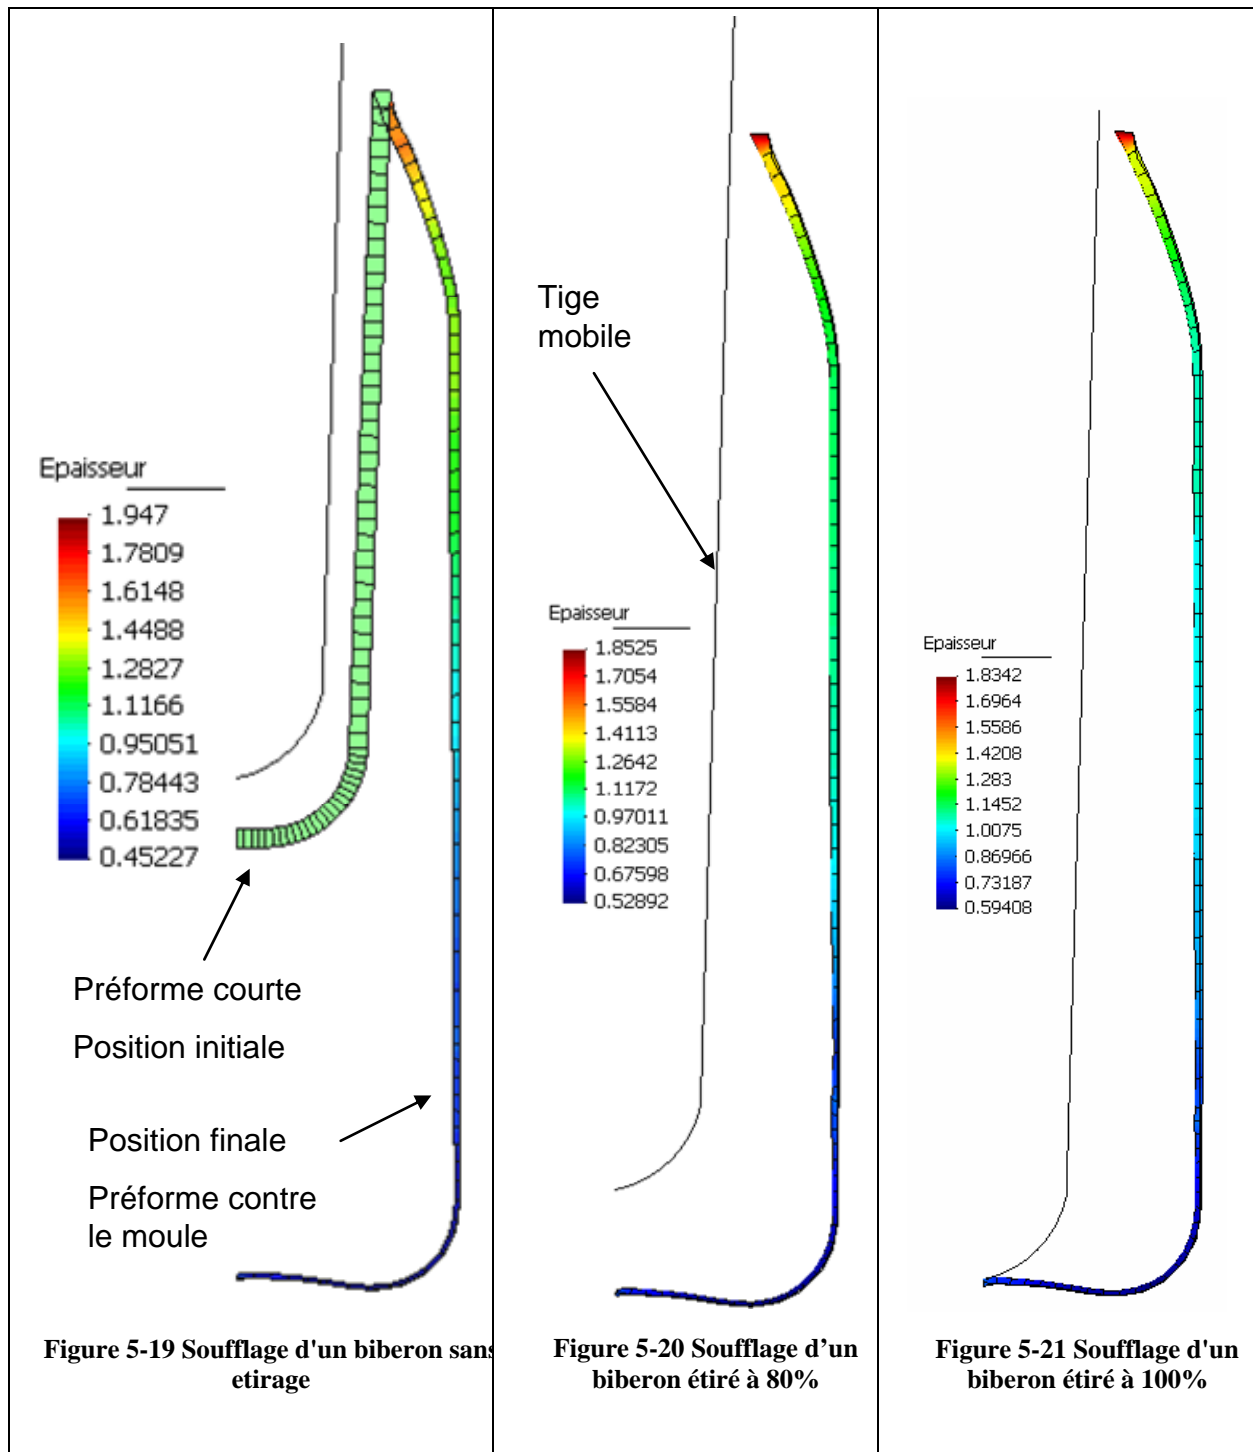 Epaisseur
1.947
1.7809
1.6148
1.4488
1.2827
1.1166
0.95051
0.78443
0.61835
0.45227
Préforme courte
Position initiale
Position finale
Préforme contre
le moule
Figure 5-19 Soufflage d'un biberon sans
etirage
Tige
mobile
Epaisseur
1.8525
1.7054
1.5584
1.4113
1.2642
1.1172
0.97011
0.82305
0.67598
0.52892
Figure 5-20 Soufflage d’un
biberon étiré à 80%
Epaisseur
1.8342
1.6964
1.5586
1.4208
1.283
1.1452
1.0075
0.86966
0.73187
0.59408
Figure 5-21 Soufflage d'un
biberon étiré à 100%